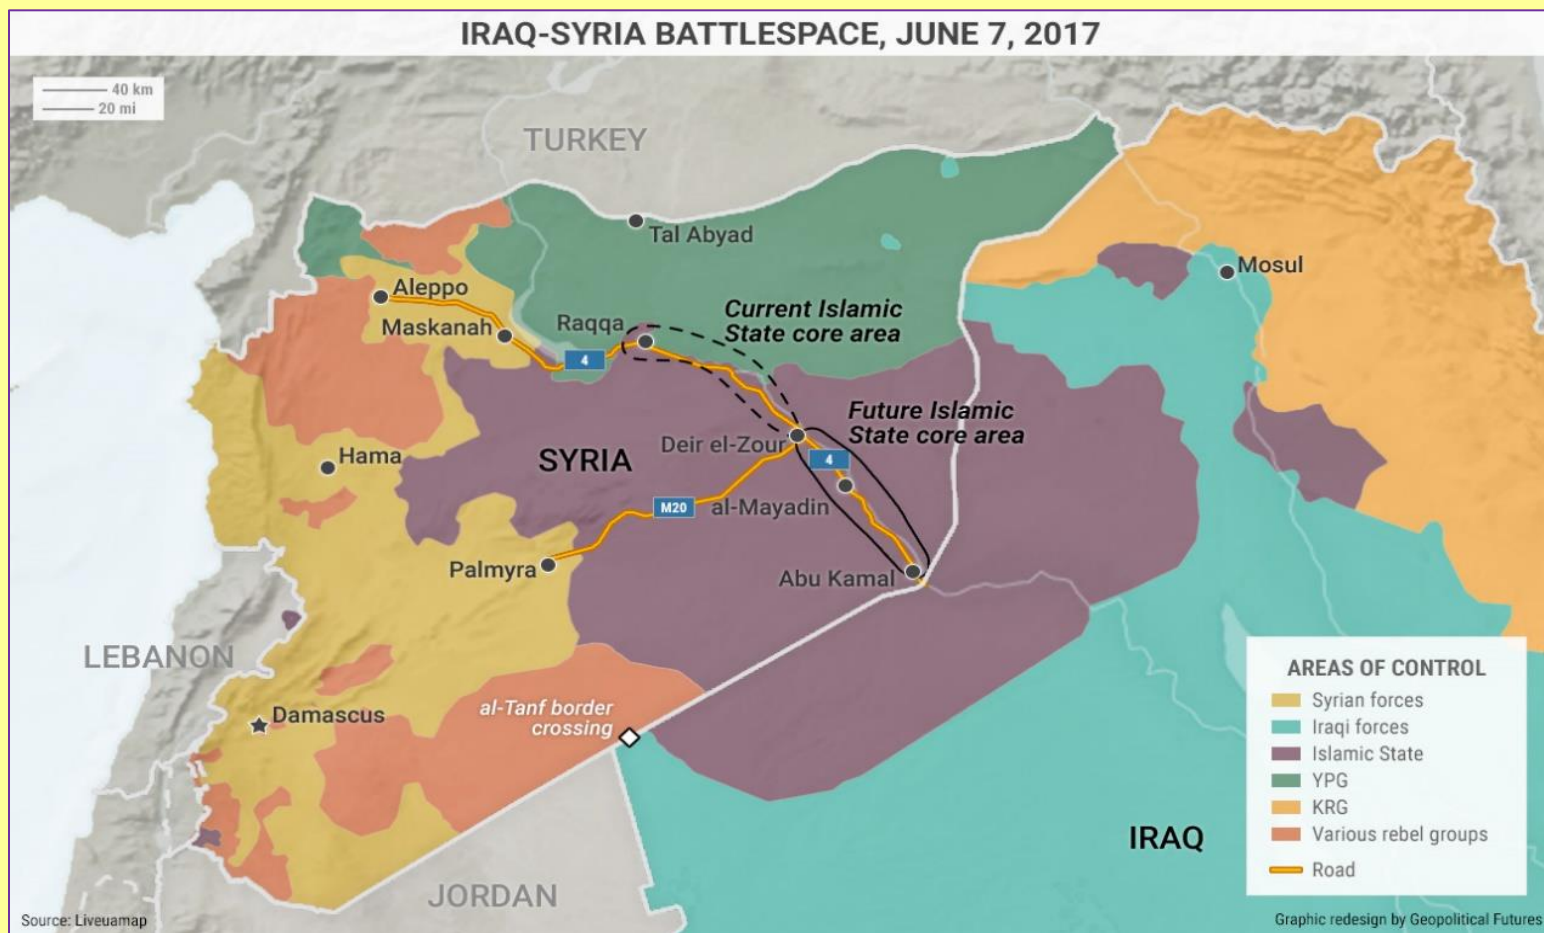 IRAQ-SYRIA BATTLESPACE, JUNE 7, 2017
40 km
20 mi
TURKEY
Tal Abyad
Mosul
Aleppo
Maskanah
Raqqa
Current Islamic
State core area
4
Future Islamic
State core area
Deir el-Zour
4
Hama
SYRIA
M20
al-Mayadin
Palmyra
Abu Kamal
LEBANON
Damascus
al-Tanf border
crossing
IRAQ
JORDAN
AREAS OF CONTROL
Syrian forces
Iraqi forces
Islamic State
YPG
KRG
Various rebel groups
Road
Source: Liveuamap
Graphic redesign by Geopolitical Futures